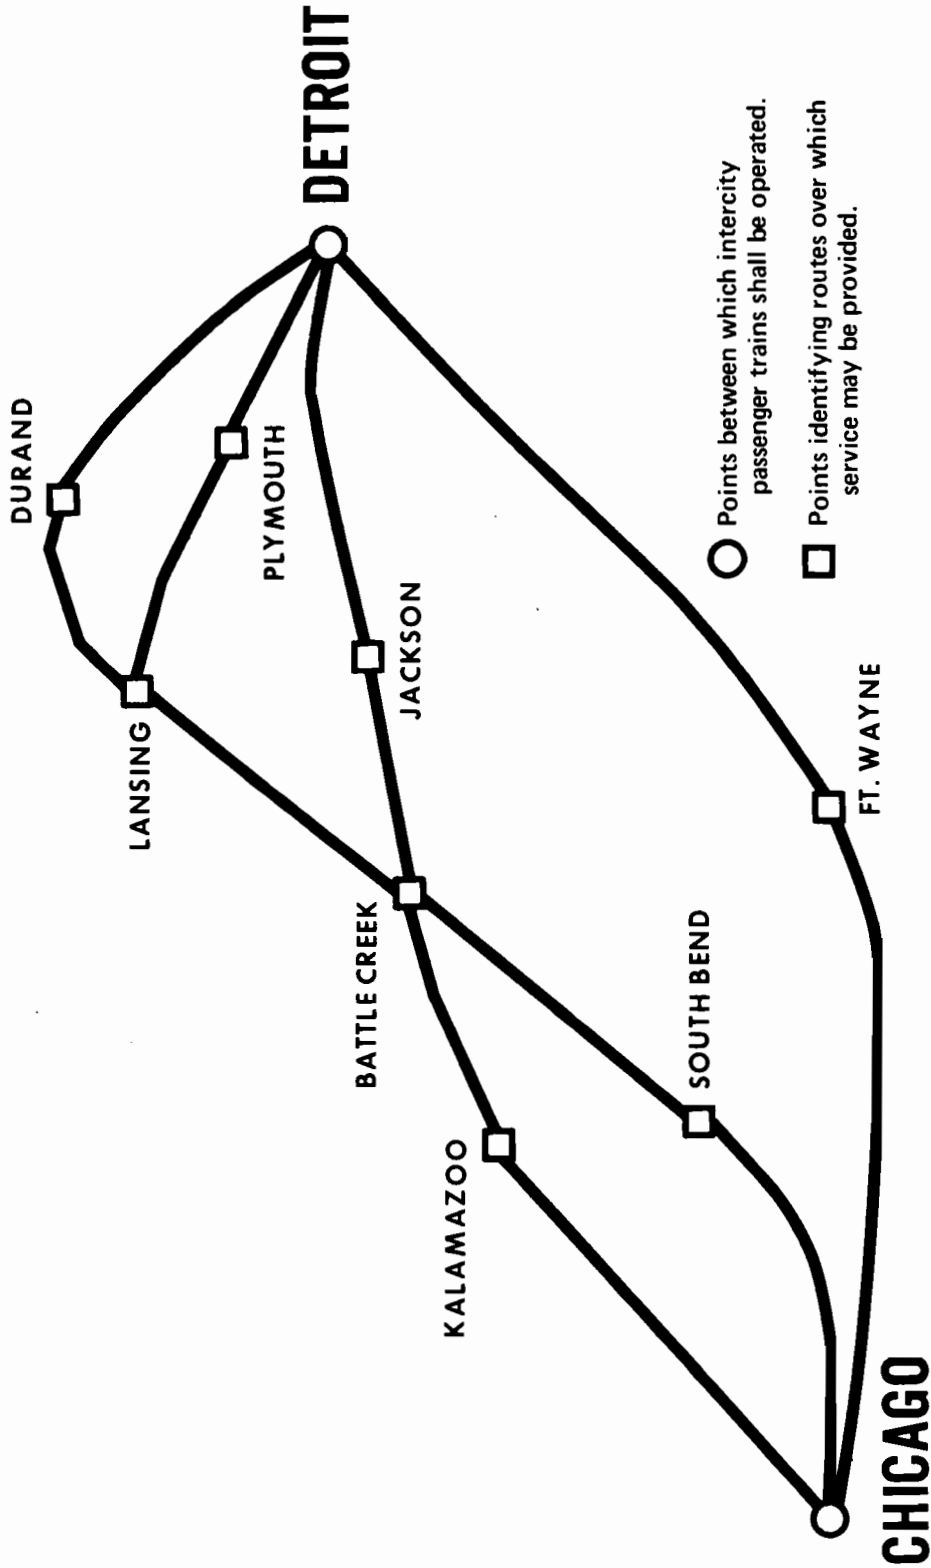 DURAND
DETROIT
PLYMOUTH
LANSING
JACKSON
BATTLE CREEK
KALAMAZOO
SOUTH BEND
FT. WAYNE
CHICAGO
Points between which intercity
passenger trains shall be operated.
Points identifying routes over which
service may be provided.